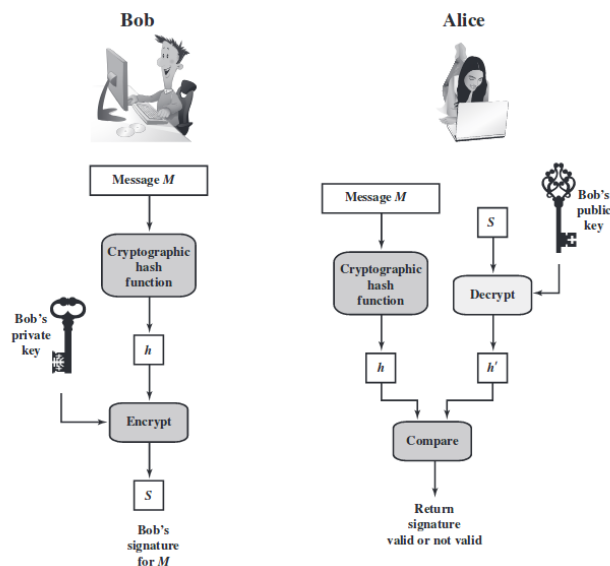 Bob
Message M
Cryptographic
hash
function
Bob's
private
key
h
Encrypt
S
Bob's
signature
for M
Alice
Message M
Bob's
public
key
S
Cryptographic
hash
function
Decrypt
h
h'
Compare
Return
signature
valid or not valid